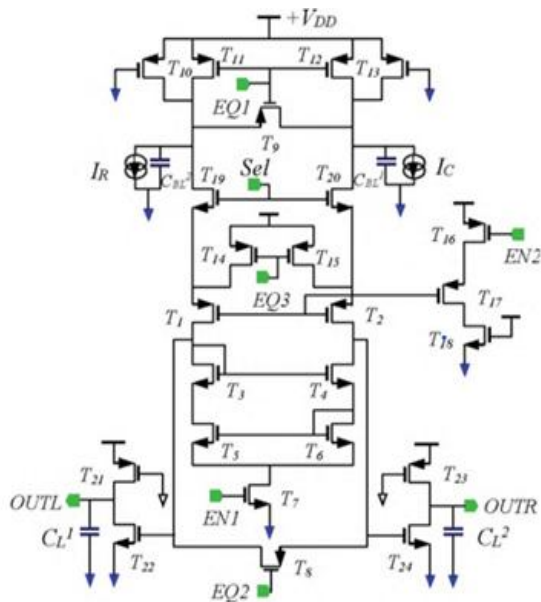 +VDD
T10
T11
T12
T13
EQ1
T9
IR
CBL2
T19
Sel
T20
CBL1
IC
T14
T15
EQ3
T16
EN2
T17
T18
T1
T2
T3
T4
T5
T6
T21
OUTL
CL1
T22
EN1
T7
T23
OUTR
CL2
T24
T8
EQ2